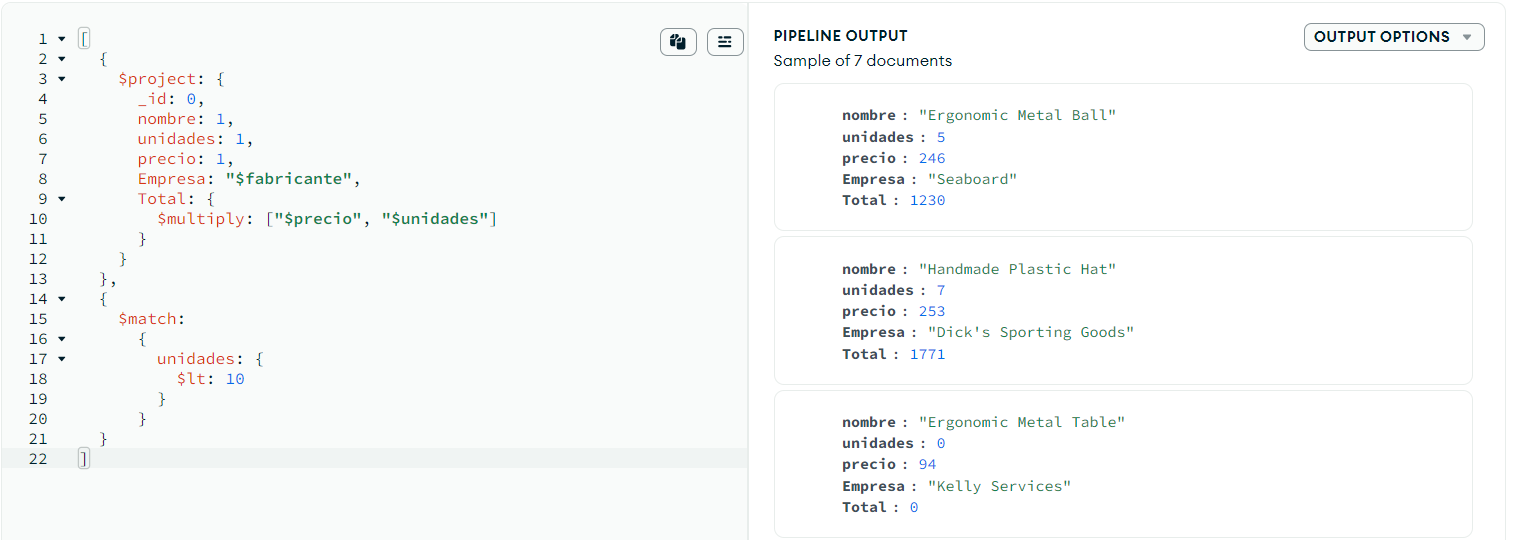 1 [
2 {
3 $project: {
4 _id: 0,
5 nombre: 1,
6 unidades: 1,
7 precio: 1,
8 Empresa: "$fabricante",
9 Total: {
10 $multiply: ["$precio", "$unidades"]
11 }
12 }
13 },
14 {
15 $match:
16 {
17 unidades: {
18 $lt: 10
19 }
20 }
21 }
22 ]
PIPELINE OUTPUT
OUTPUT OPTIONS
Sample of 7 documents
nombre : "Ergonomic Metal Ball"
unidades : 5
precio : 246
Empresa : "Seaboard"
Total : 1230
nombre : "Handmade Plastic Hat"
unidades : 7
precio : 253
Empresa : "Dick's Sporting Goods"
Total : 1771
nombre : "Ergonomic Metal Table"
unidades : 0
precio : 94
Empresa : "Kelly Services"
Total : 0